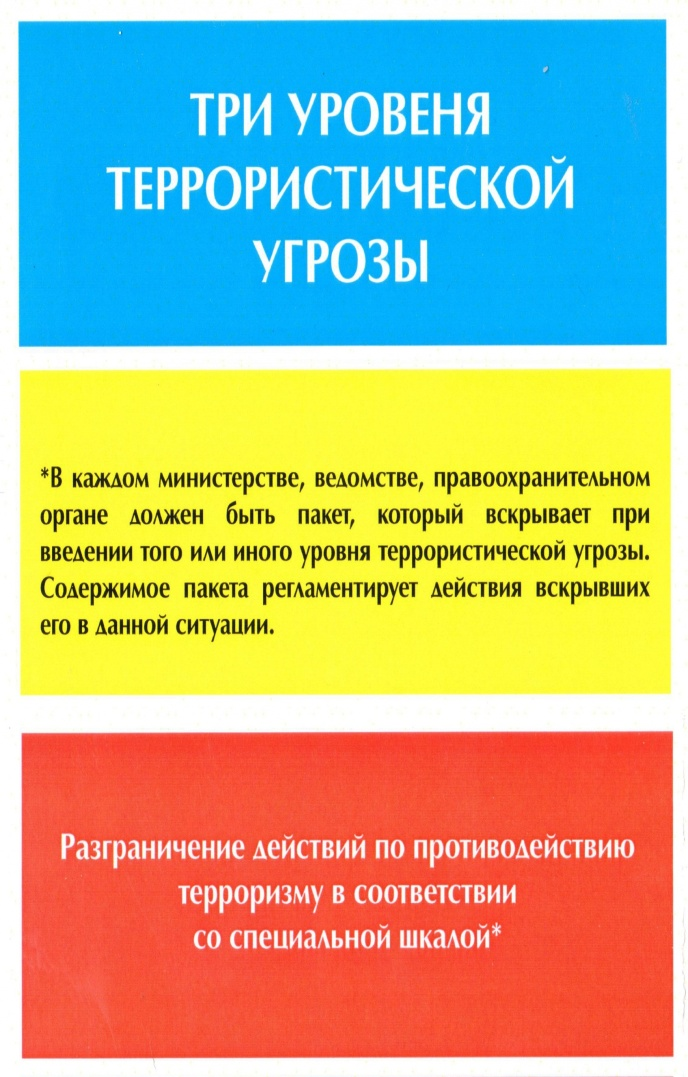 ТРИ УРОВЕНЯ
ТЕРРОРИСТИЧЕСКОЙ
УГРОЗЫ
*В каждом министерстве, ведомстве, правоохранительном
органе должен быть пакет, который вскрывает при
введении того или иного уровня террористической угрозы.
Содержимое пакета регламентирует действия вскрывших
его в данной ситуации.
Разграничение действий по противодействию
терроризму в соответствии
со специальной шкалой*